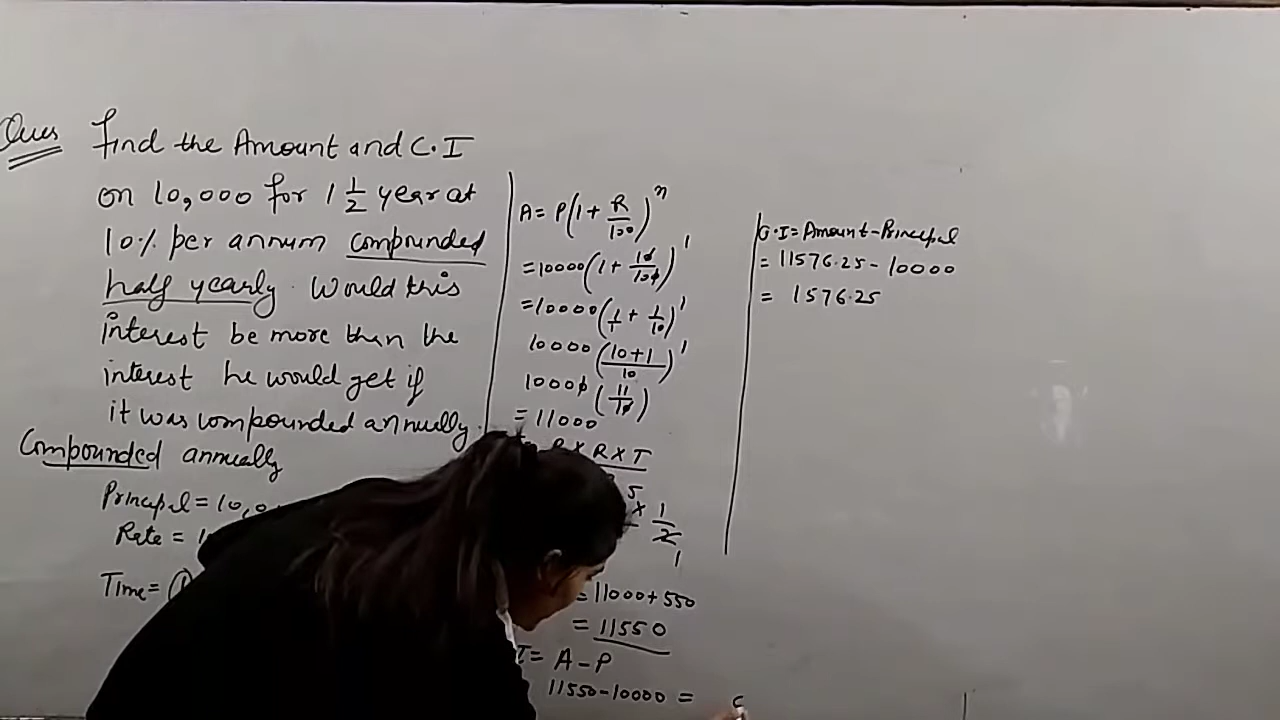 Ques Find the Amount and C.I
on 10,000 for 1 1/2 year at
10% per annum compounded
half yearly. Would this
interest be more than the
interest he would get if
it was compounded annually.
Compounded annually
Principal = 10,0
Rate = 1
Time =
A = P(1 + R/100)^n
= 10000(1 + 10/100)^1
= 10000(1/1 + 1/10)^1
10000((10+1)/10)^1
10000(11/10)
= 11000
P X R X T
5 x 1/2
1
= 11000 + 550
= 11550
I = A - P
11550 - 10000 =
C.I = Amount - Principal
= 11576.25 - 10000
= 1576.25